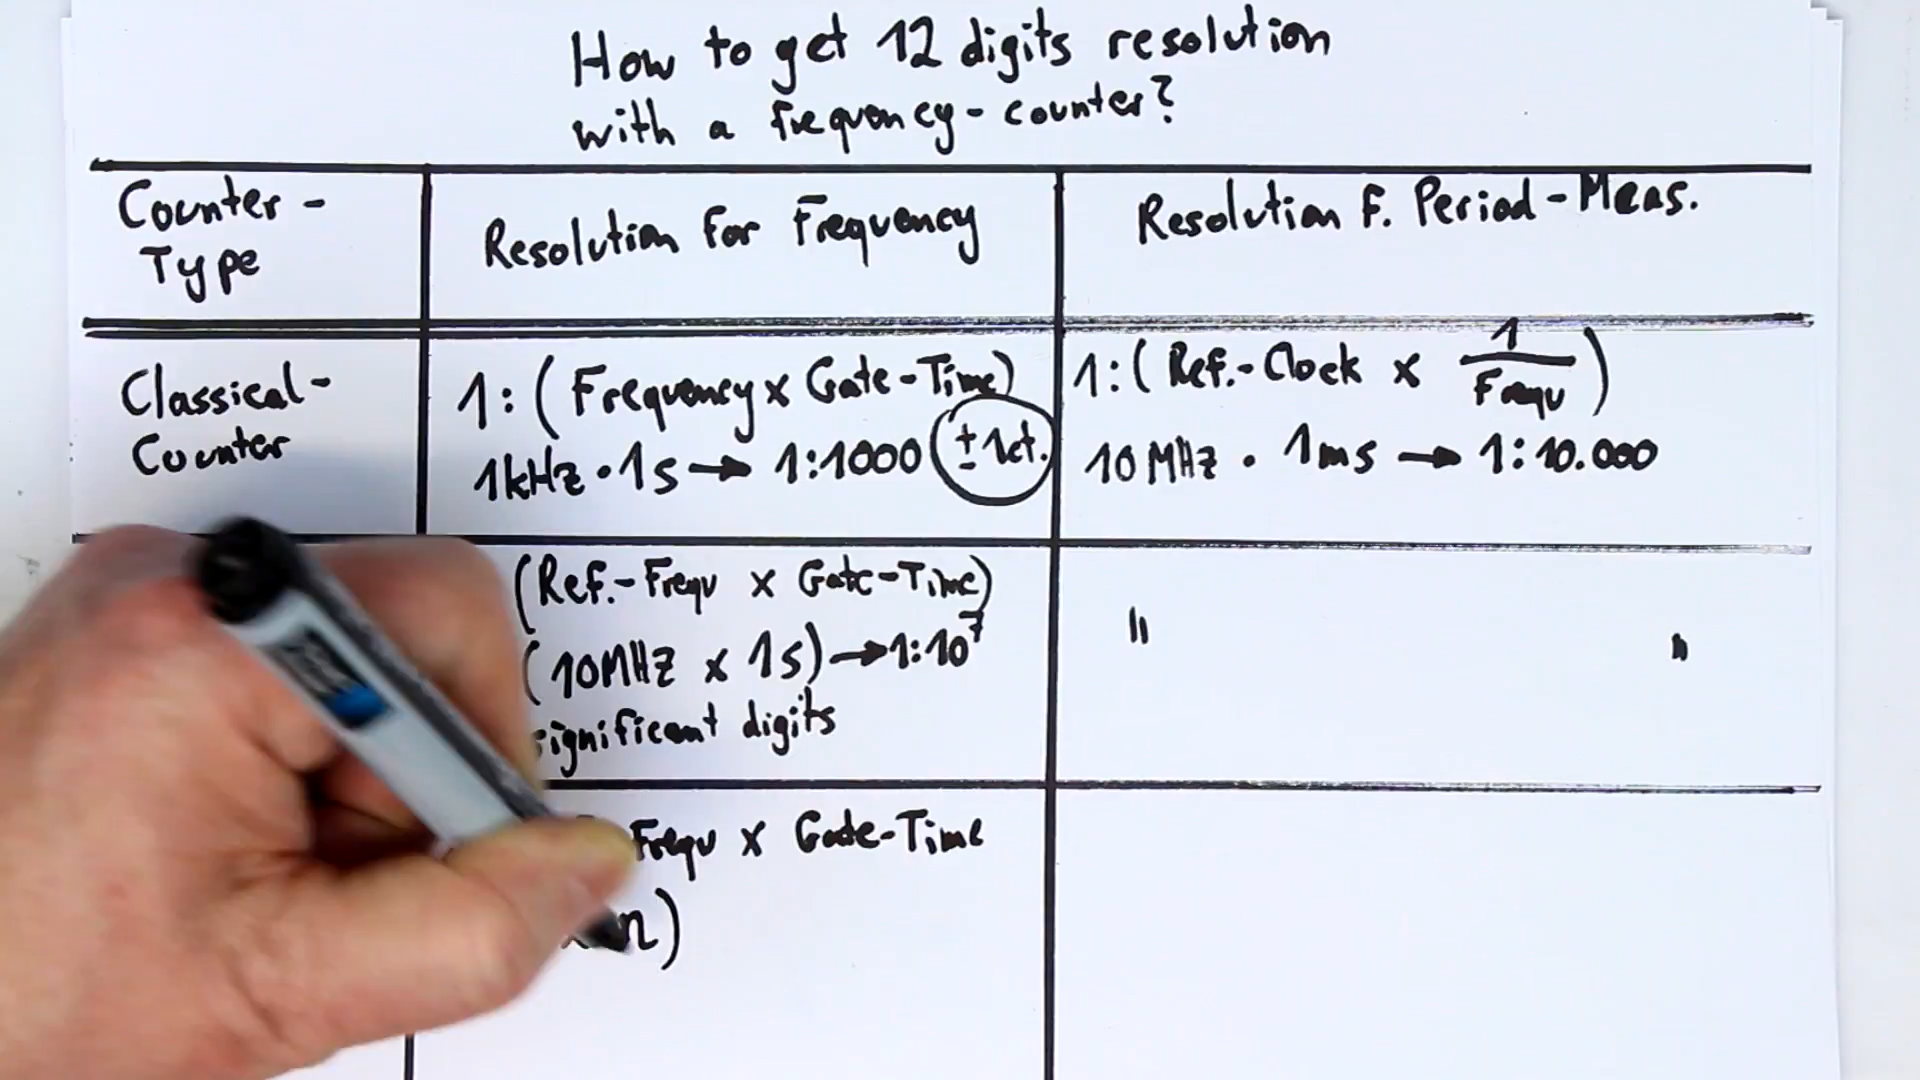 How to get 12 digits resolution
with a frequency-counter?
Counter-
Type
Resolution for Frequency
Resolution f. Period-Meas.
Classical-
Counter
1:(Frequency x Gate-Time)
1kHz · 1s → 1:1000 ±1ct.
1:(Ref.-Clock x 1/Frequ)
10MHz · 1ms → 1:10.000
(Ref.-Frequ x Gate-Time)
(10MHz x 1s) → 1:10⁷
significant digits
" "
Frequ x Gate-Time
n)